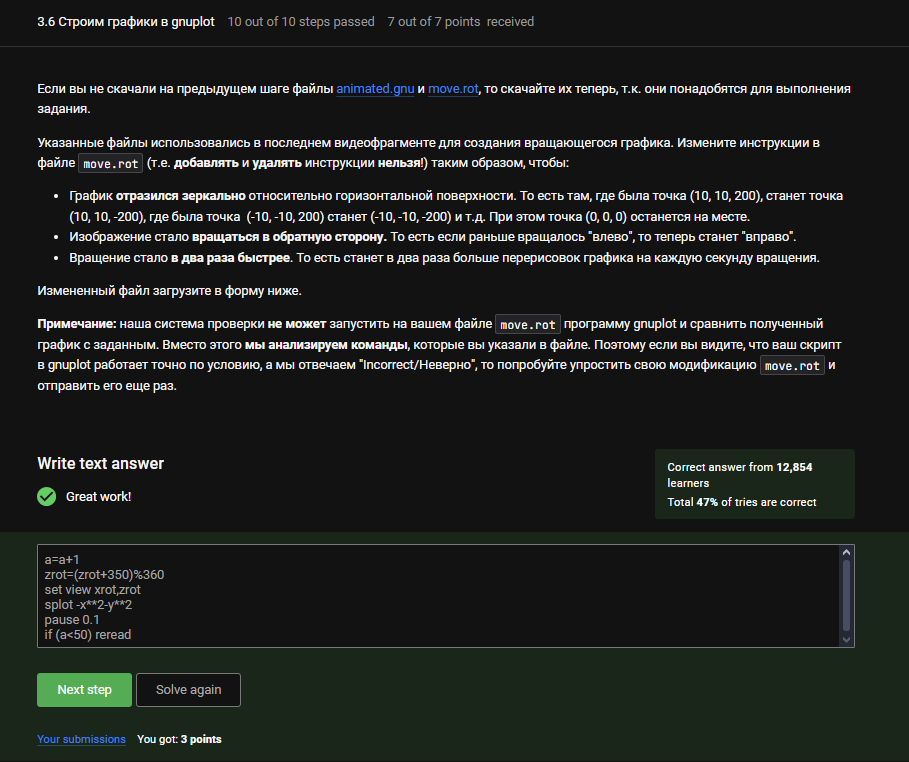 3.6 Строим графики в gnuplot 10 out of 10 steps passed 7 out of 7 points received
Если вы не скачали на предыдущем шаге файлы animated.gnu и move.rot, то скачайте их теперь, т.к. они понадобятся для выполнения
задания.
Указанные файлы использовались в последнем видеофрагменте для создания вращающегося графика. Измените инструкции в
файле move.rot (т.е. добавлять и удалять инструкции нельзя!) таким образом, чтобы:
• График отразился зеркально относительно горизонтальной поверхности. То есть там, где была точка (10, 10, 200), станет точка
(10, 10, -200), где была точка (-10, -10, 200) станет (-10, -10, -200) и т.д. При этом точка (0, 0, 0) останется на месте.
• Изображение стало вращаться в обратную сторону. То есть если раньше вращалось "влево", то теперь станет "вправо".
• Вращение стало в два раза быстрее. То есть станет в два раза больше перерисовок графика на каждую секунду вращения.
Измененный файл загрузите в форму ниже.
Примечание: наша система проверки не может запустить на вашем файле move.rot программу gnuplot и сравнить полученный
график с заданным. Вместо этого мы анализируем команды, которые вы указали в файле. Поэтому если вы видите, что ваш скрипт
в gnuplot работает точно по условию, а мы отвечаем "Incorrect/Неверно", то попробуйте упростить свою модификацию move.rot и
отправить его еще раз.
Write text answer
Great work!
Correct answer from 12,854
learners
Total 47% of tries are correct
a=a+1
zrot=(zrot+350)%360
set view xrot,zrot
splot -x**2-y**2
pause 0.1
if (a<50) reread
Next step
Solve again
Your submissions You got: 3 points